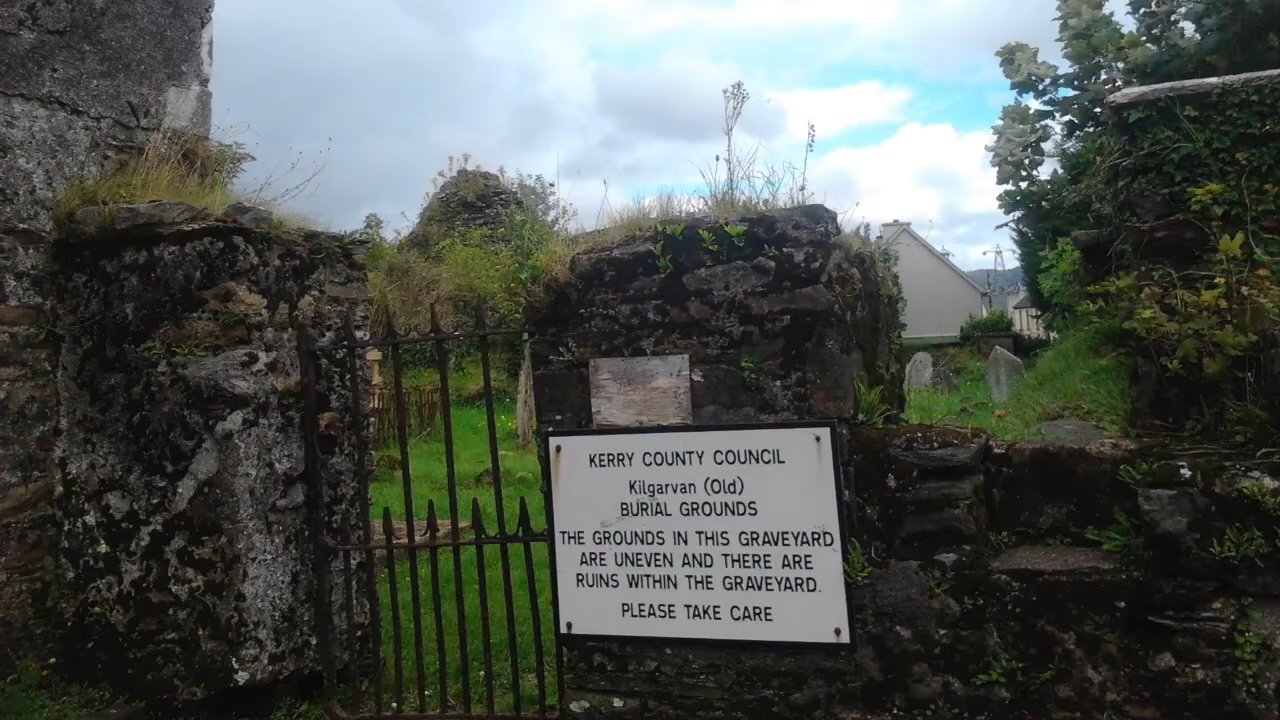 KERRY COUNTY COUNCIL
Kilgarvan (Old)
BURIAL GROUNDS
THE GROUNDS IN THIS GRAVEYARD
ARE UNEVEN AND THERE ARE
RUINS WITHIN THE GRAVEYARD.
PLEASE TAKE CARE